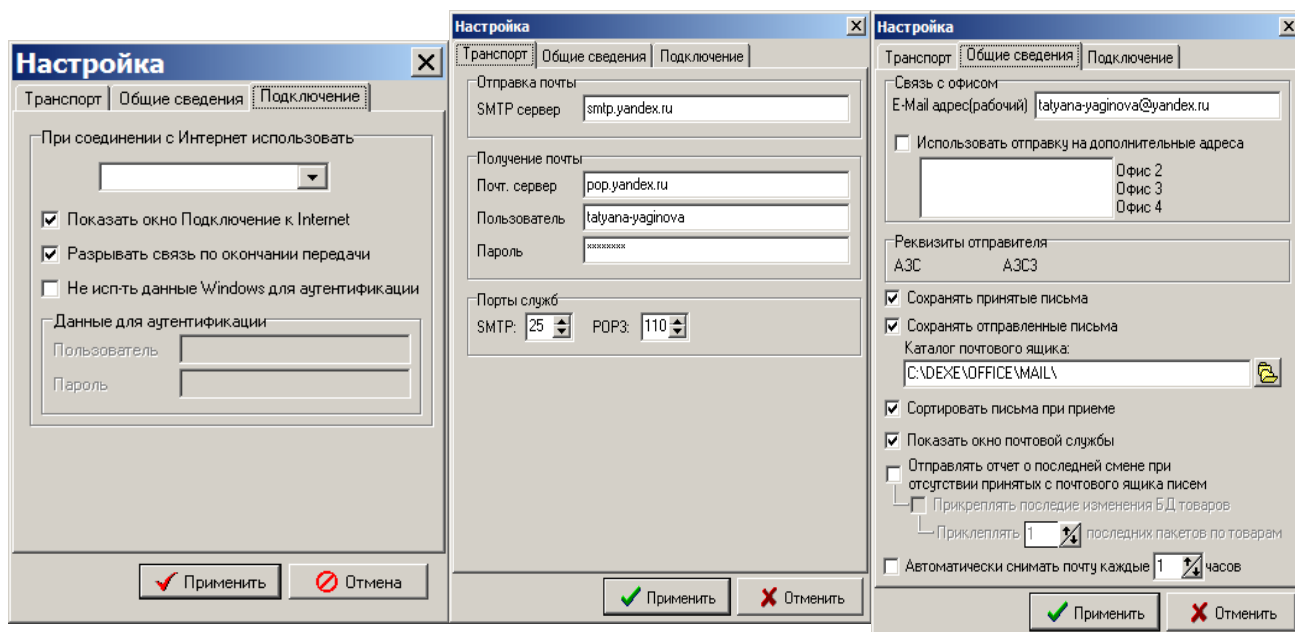 Настройка
Транспорт Общие сведения Подключение
При соединении с Интернет использовать
Показать окно Подключение к Internet
Разрывать связь по окончании передачи
Не исп-ть данные Windows для аутентификации
Данные для аутентификации
Пользователь
Пароль
Применить Отмена
Настройка
Транспорт Общие сведения Подключение
Отправка почты
SMTP сервер smtp.yandex.ru
Получение почты
Почт. сервер pop.yandex.ru
Пользователь tatyana-yaginova
Пароль xxxxxxxx
Порты служб
SMTP: 25 POP3: 110
Применить Отменить
Настройка
Транспорт Общие сведения Подключение
Связь с офисом
E-Mail адрес(рабочий) tatyana-yaginova@yandex.ru
Использовать отправку на дополнительные адреса
Офис 2
Офис 3
Офис 4
Реквизиты отправителя
АЗС АЗС3
Сохранять принятые письма
Сохранять отправленные письма
Каталог почтового ящика:
C:\DEXE\OFFICE\MAIL\
Сортировать письма при приеме
Показать окно почтовой службы
Отправлять отчет о последней смене при
отсутствии принятых с почтового ящика писем
Прикреплять последие изменения БД товаров
Приклеплять 1 последних пакетов по товарам
Автоматически снимать почту каждые 1 часов
Применить Отменить